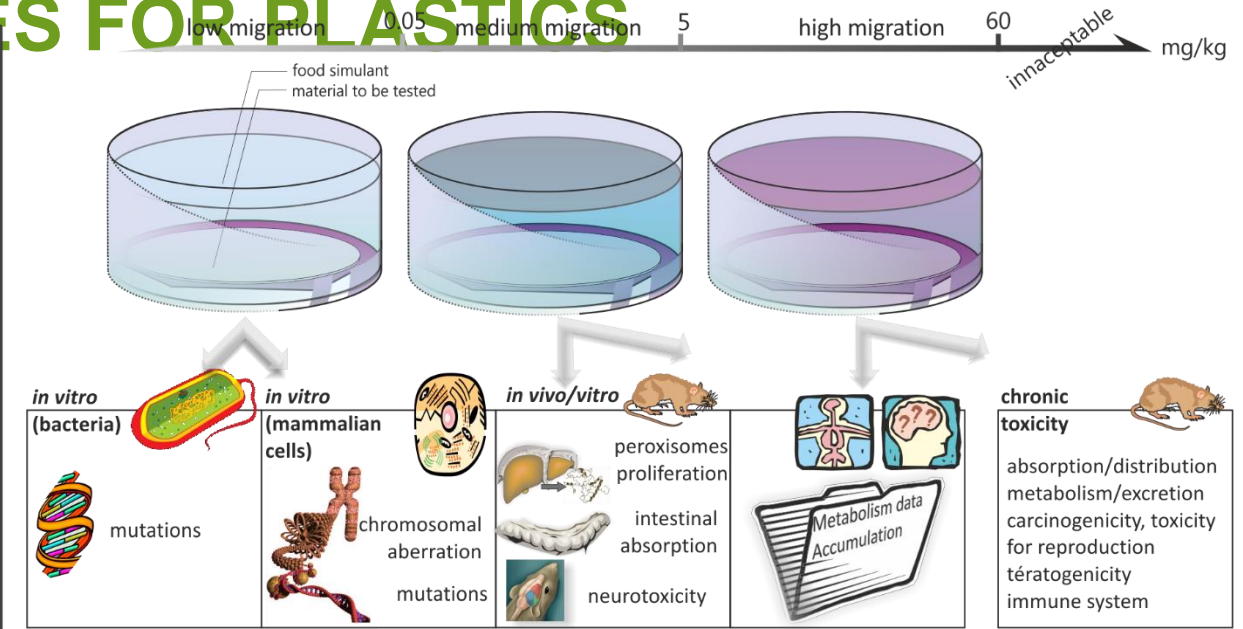 ES FOR PLASTICS
low migration 0.05 medium migration 5 high migration 60 innaceptable mg/kg
food simulant
material to be tested
in vitro
(bacteria)
mutations
in vitro
(mammalian
cells)
chromosomal
aberration
mutations
in vivo/vitro
peroxisomes
proliferation
intestinal
absorption
neurotoxicity
??
Metabolism data
Accumulation
chronic
toxicity
absorption/distribution
metabolism/excretion
carcinogenicity, toxicity
for reproduction
tératogenicity
immune system